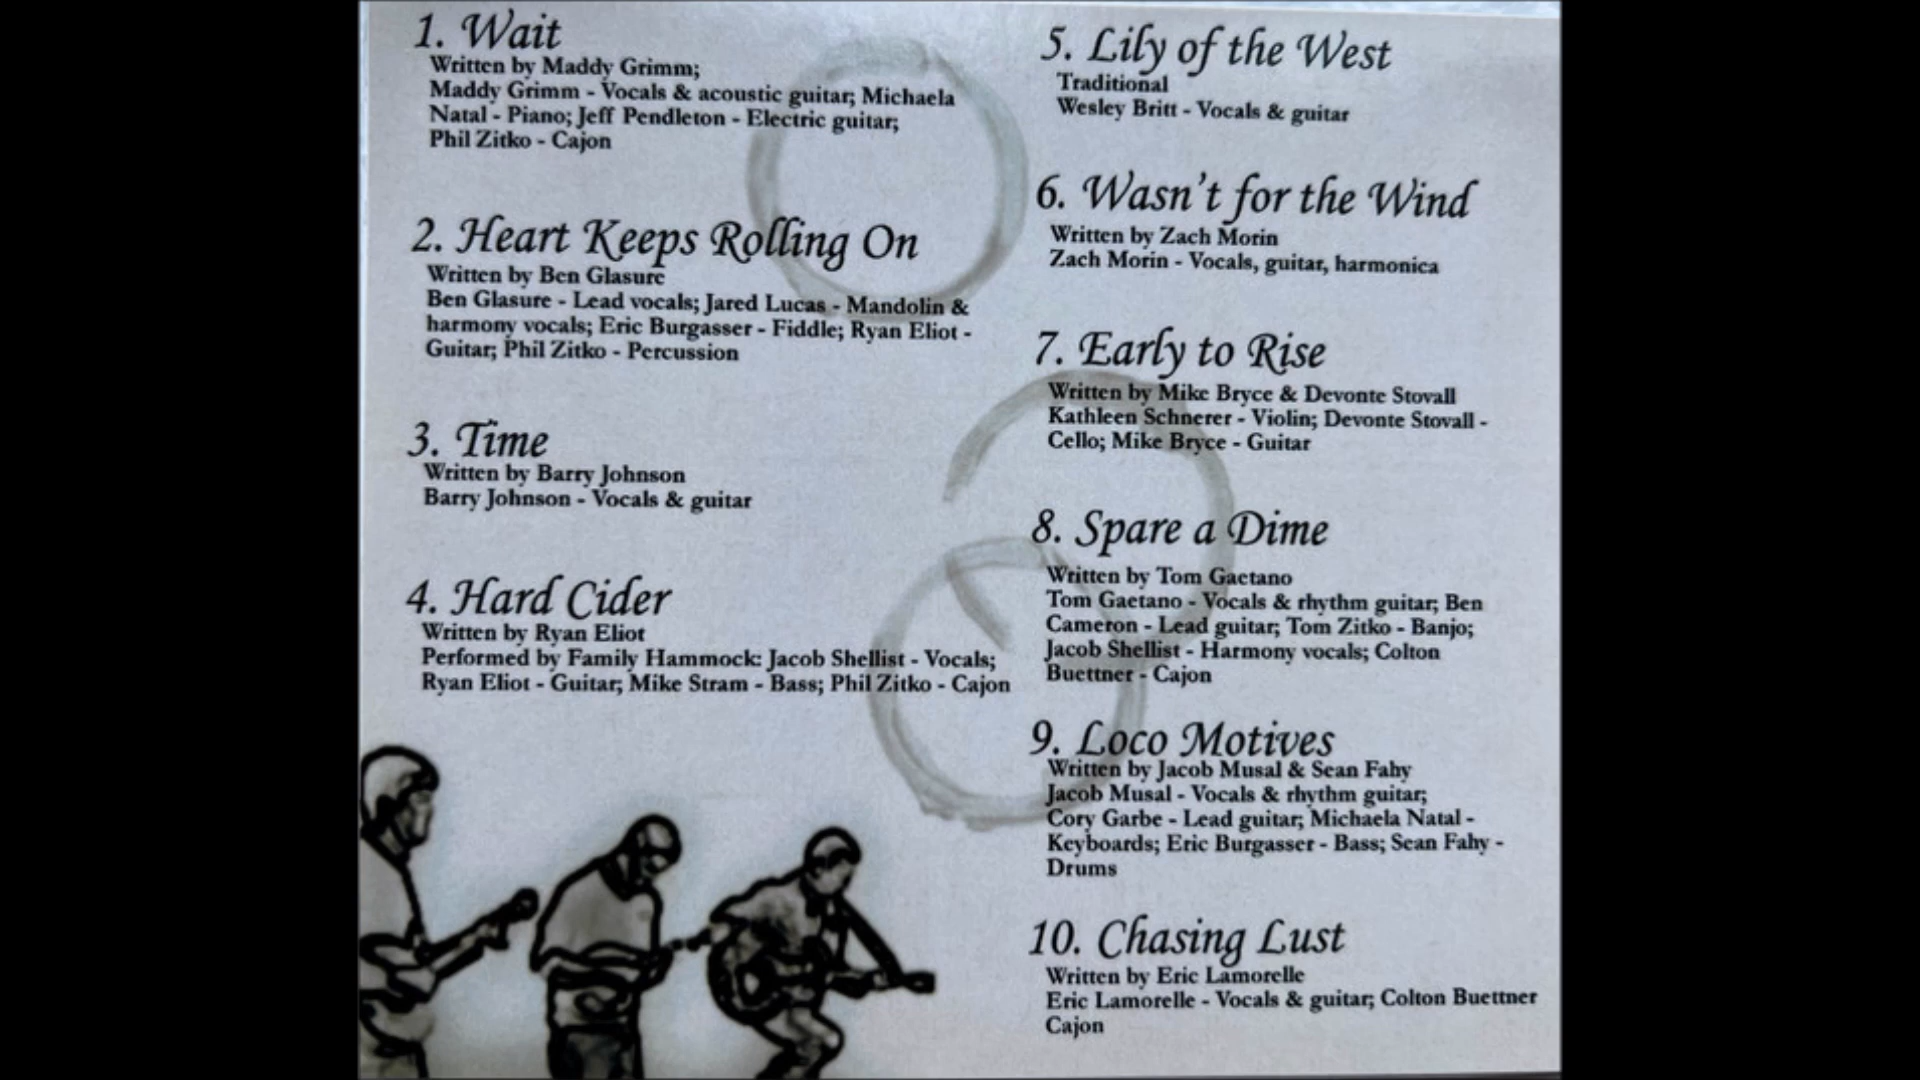 1. Wait
Written by Maddy Grimm;
Maddy Grimm - Vocals & acoustic guitar; Michaela
Natal - Piano; Jeff Pendleton - Electric guitar;
Phil Zitko - Cajon
2. Heart Keeps Rolling On
Written by Ben Glasure
Ben Glasure - Lead vocals; Jared Lucas - Mandolin &
harmony vocals; Eric Burgasser - Fiddle; Ryan Eliot -
Guitar; Phil Zitko - Percussion
3. Time
Written by Barry Johnson
Barry Johnson - Vocals & guitar
4. Hard Cider
Written by Ryan Eliot
Performed by Family Hammock: Jacob Shellist - Vocals;
Ryan Eliot - Guitar; Mike Stram - Bass; Phil Zitko - Cajon
5. Lily of the West
Traditional
Wesley Britt - Vocals & guitar
6. Wasn't for the Wind
Written by Zach Morin
Zach Morin - Vocals, guitar, harmonica
7. Early to Rise
Written by Mike Bryce & Devonte Stovall
Kathleen Schnerer - Violin; Devonte Stovall -
Cello; Mike Bryce - Guitar
8. Spare a Dime
Written by Tom Gaetano
Tom Gaetano - Vocals & rhythm guitar; Ben
Cameron - Lead guitar; Tom Zitko - Banjo;
Jacob Shellist - Harmony vocals; Colton
Buettner - Cajon
9. Loco Motives
Written by Jacob Musal & Sean Fahy
Jacob Musal - Vocals & rhythm guitar;
Cory Garbe - Lead guitar; Michaela Natal -
Keyboards; Eric Burgasser - Bass; Sean Fahy -
Drums
10. Chasing Lust
Written by Eric Lamorelle
Eric Lamorelle - Vocals & guitar; Colton Buettner
Cajon